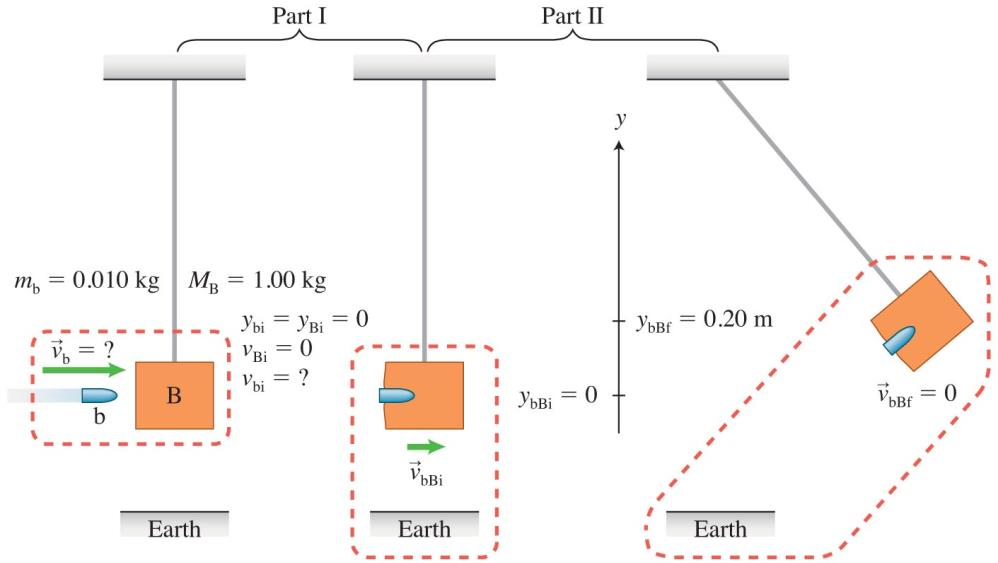 Part I
Part II
y
m_b = 0.010 kg
M_B = 1.00 kg
y_bi = y_Bi = 0
v_Bi = 0
v_bi = ?
v⃗_b = ?
b
B
v⃗_bBi
y_bBf = 0.20 m
y_bBi = 0
v⃗_bBf = 0
Earth
Earth
Earth